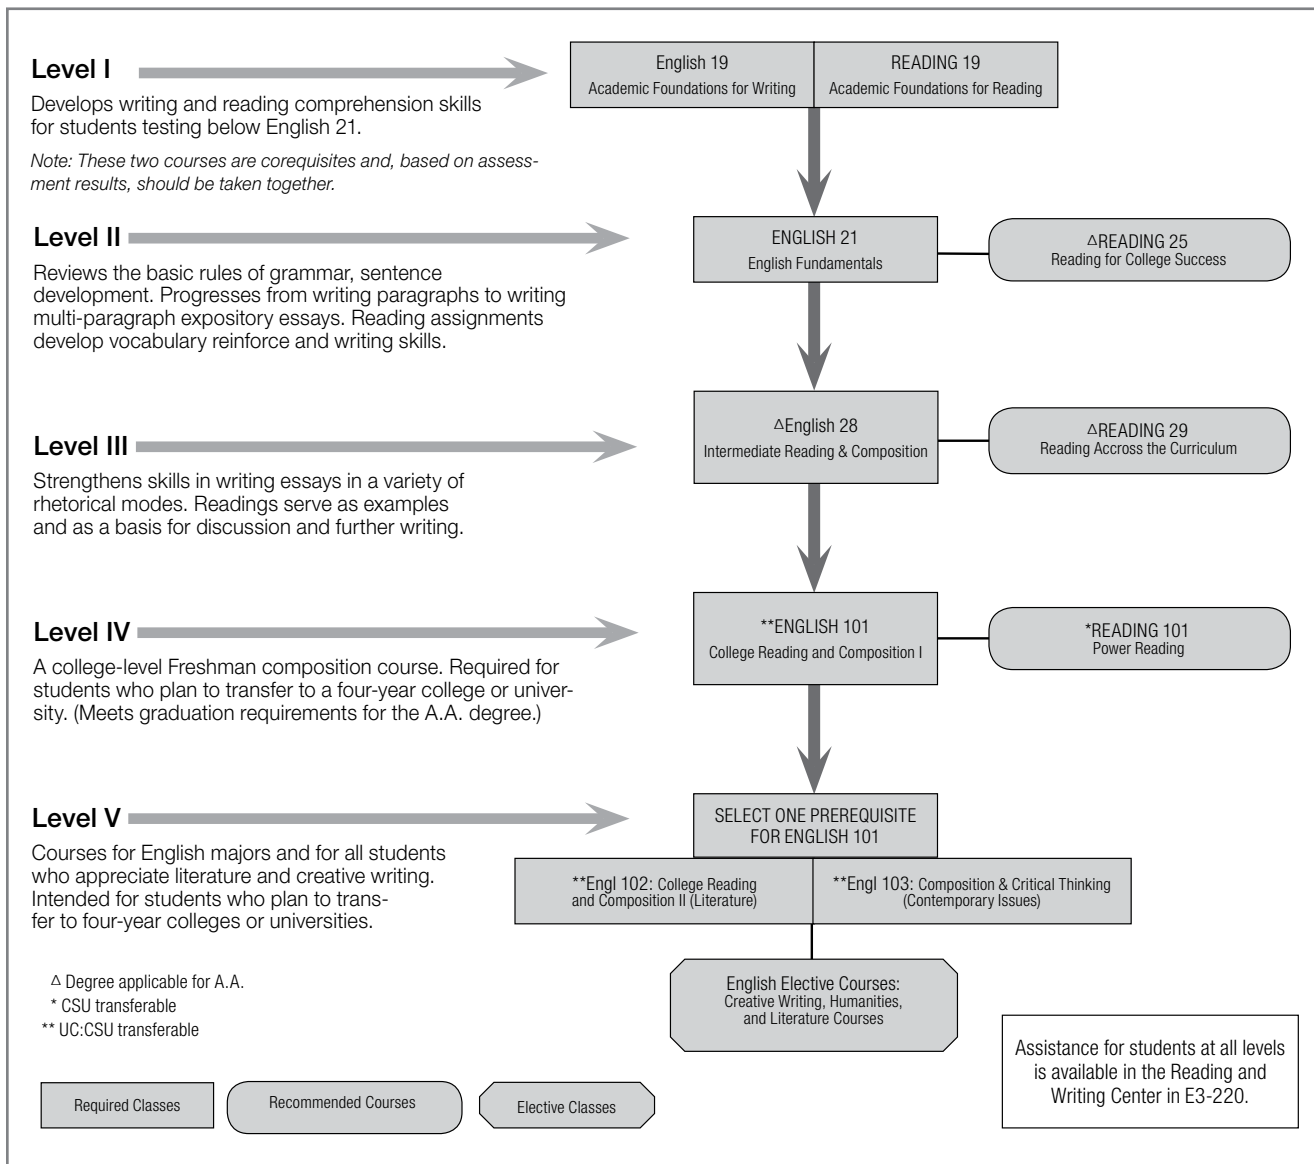 Level I
Develops writing and reading comprehension skills
for students testing below English 21.
Note: These two courses are corequisites and, based on assess-
ment results, should be taken together.
English 19
Academic Foundations for Writing
READING 19
Academic Foundations for Reading
Level II
Reviews the basic rules of grammar, sentence
development. Progresses from writing paragraphs to writing
multi-paragraph expository essays. Reading assignments
develop vocabulary reinforce and writing skills.
ENGLISH 21
English Fundamentals
△READING 25
Reading for College Success
Level III
Strengthens skills in writing essays in a variety of
rhetorical modes. Readings serve as examples
and as a basis for discussion and further writing.
△English 28
Intermediate Reading & Composition
△READING 29
Reading Accross the Curriculum
Level IV
A college-level Freshman composition course. Required for
students who plan to transfer to a four-year college or univer-
sity. (Meets graduation requirements for the A.A. degree.)
**ENGLISH 101
College Reading and Composition I
*READING 101
Power Reading
Level V
Courses for English majors and for all students
who appreciate literature and creative writing.
Intended for students who plan to trans-
fer to four-year colleges or universities.
SELECT ONE PREREQUISITE
FOR ENGLISH 101
**Engl 102: College Reading
and Composition II (Literature)
**Engl 103: Composition & Critical Thinking
(Contemporary Issues)
English Elective Courses:
Creative Writing, Humanities,
and Literature Courses
△ Degree applicable for A.A.
* CSU transferable
** UC:CSU transferable
Required Classes
Recommended Courses
Elective Classes
Assistance for students at all levels
is available in the Reading and
Writing Center in E3-220.